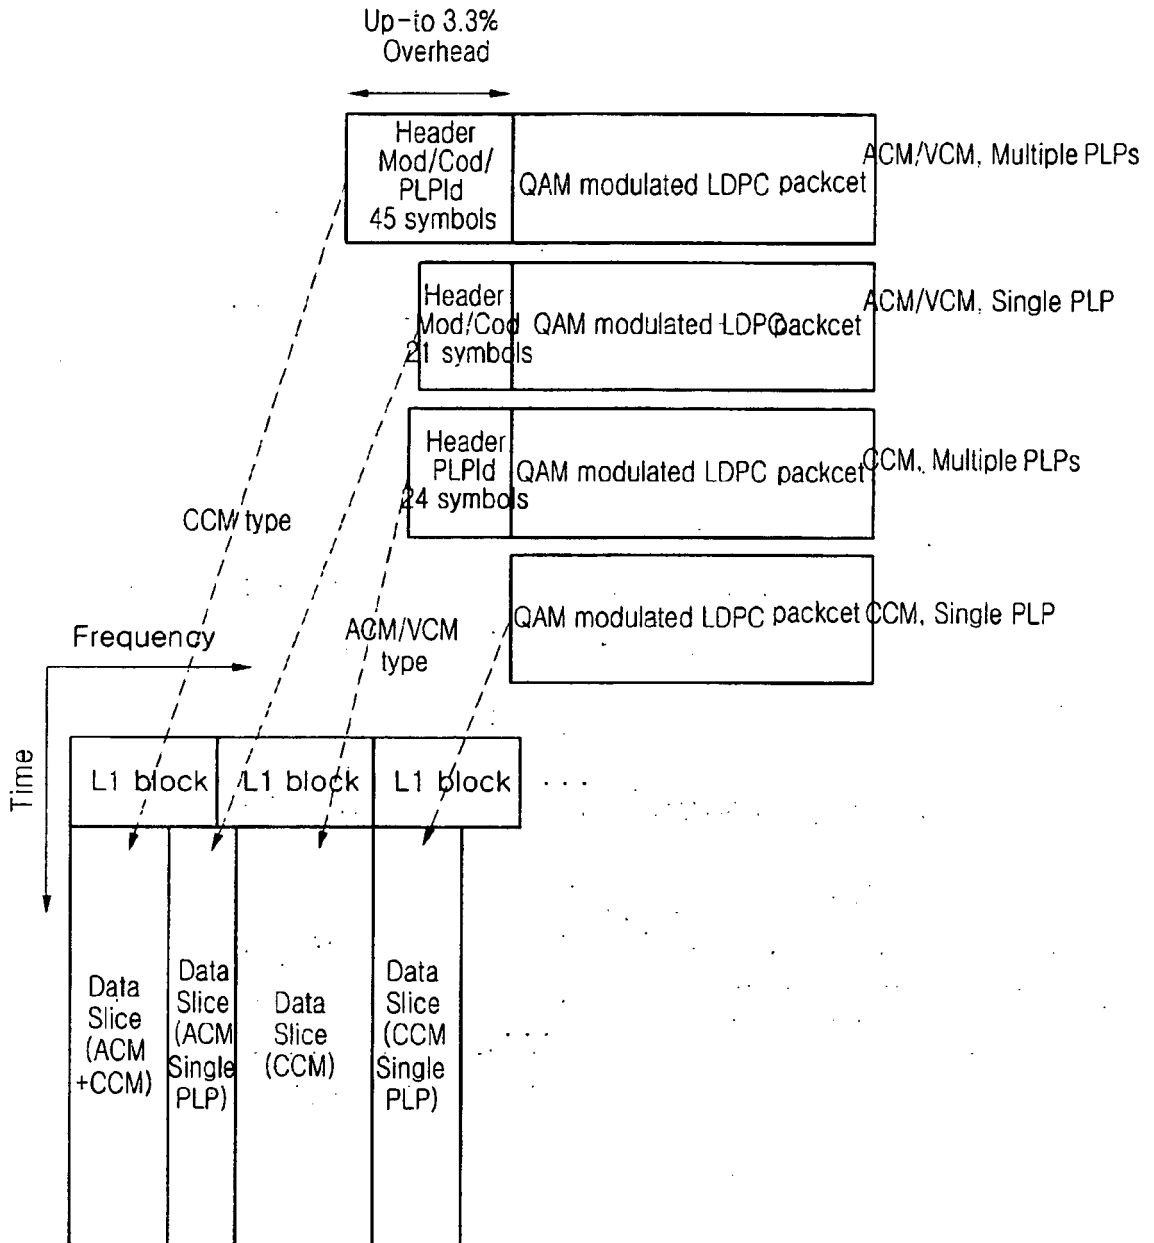 Up-to 3.3%
Overhead
Header
Mod/Cod/
PLPId
45 symbols
QAM modulated LDPC packcet
ACM/VCM, Multiple PLPs
Header
Mod/Cod
21 symbols
QAM modulated LDPC packcet
ACM/VCM, Single PLP
Header
PLPId
24 symbols
QAM modulated LDPC packcet
CCM, Multiple PLPs
CCM type
QAM modulated LDPC packcet
CCM, Single PLP
ACM/VCM
type
Frequency
Time
L1 block
L1 block
L1 block
...
Data
Slice
(ACM
+CCM)
Data
Slice
(ACM
Single
PLP)
Data
Slice
(CCM)
Data
Slice
(CCM
Single
PLP)
...